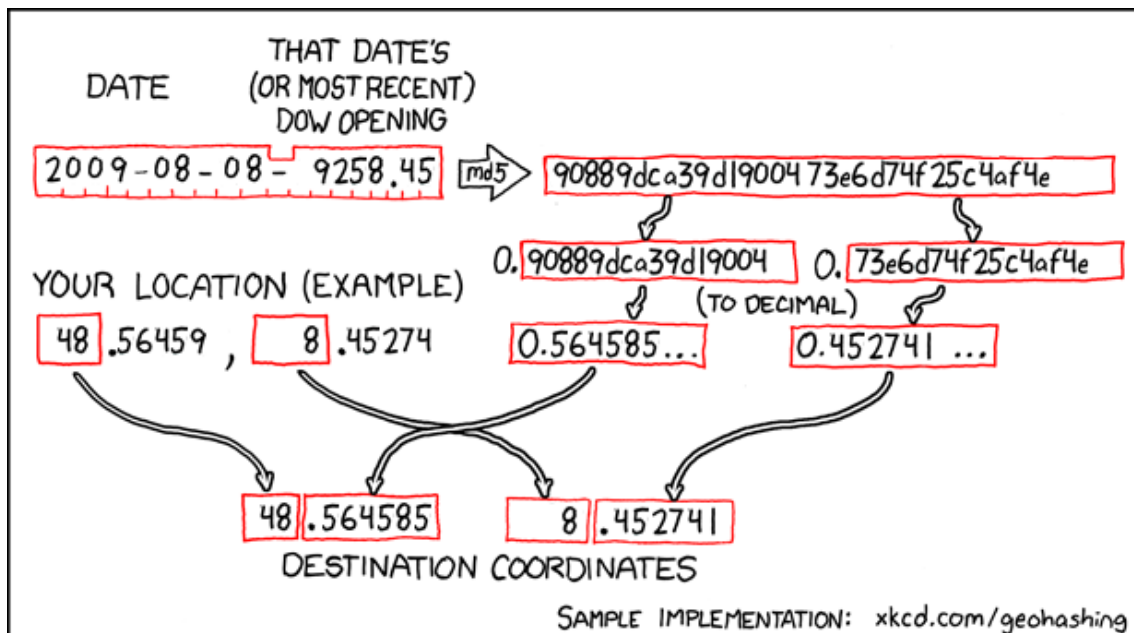 THAT DATE'S
DATE (OR MOST RECENT)
DOW OPENING
2009-08-08- 9258.45 md5 90889dca39d1900473e6d74f25c4af4e
0.90889dca39d19004 0.73e6d74f25c4af4e
YOUR LOCATION (EXAMPLE) (TO DECIMAL)
48.56459, 8.45274 0.564585... 0.452741 ...
48.564585 8.452741
DESTINATION COORDINATES
SAMPLE IMPLEMENTATION: xkcd.com/geohashing